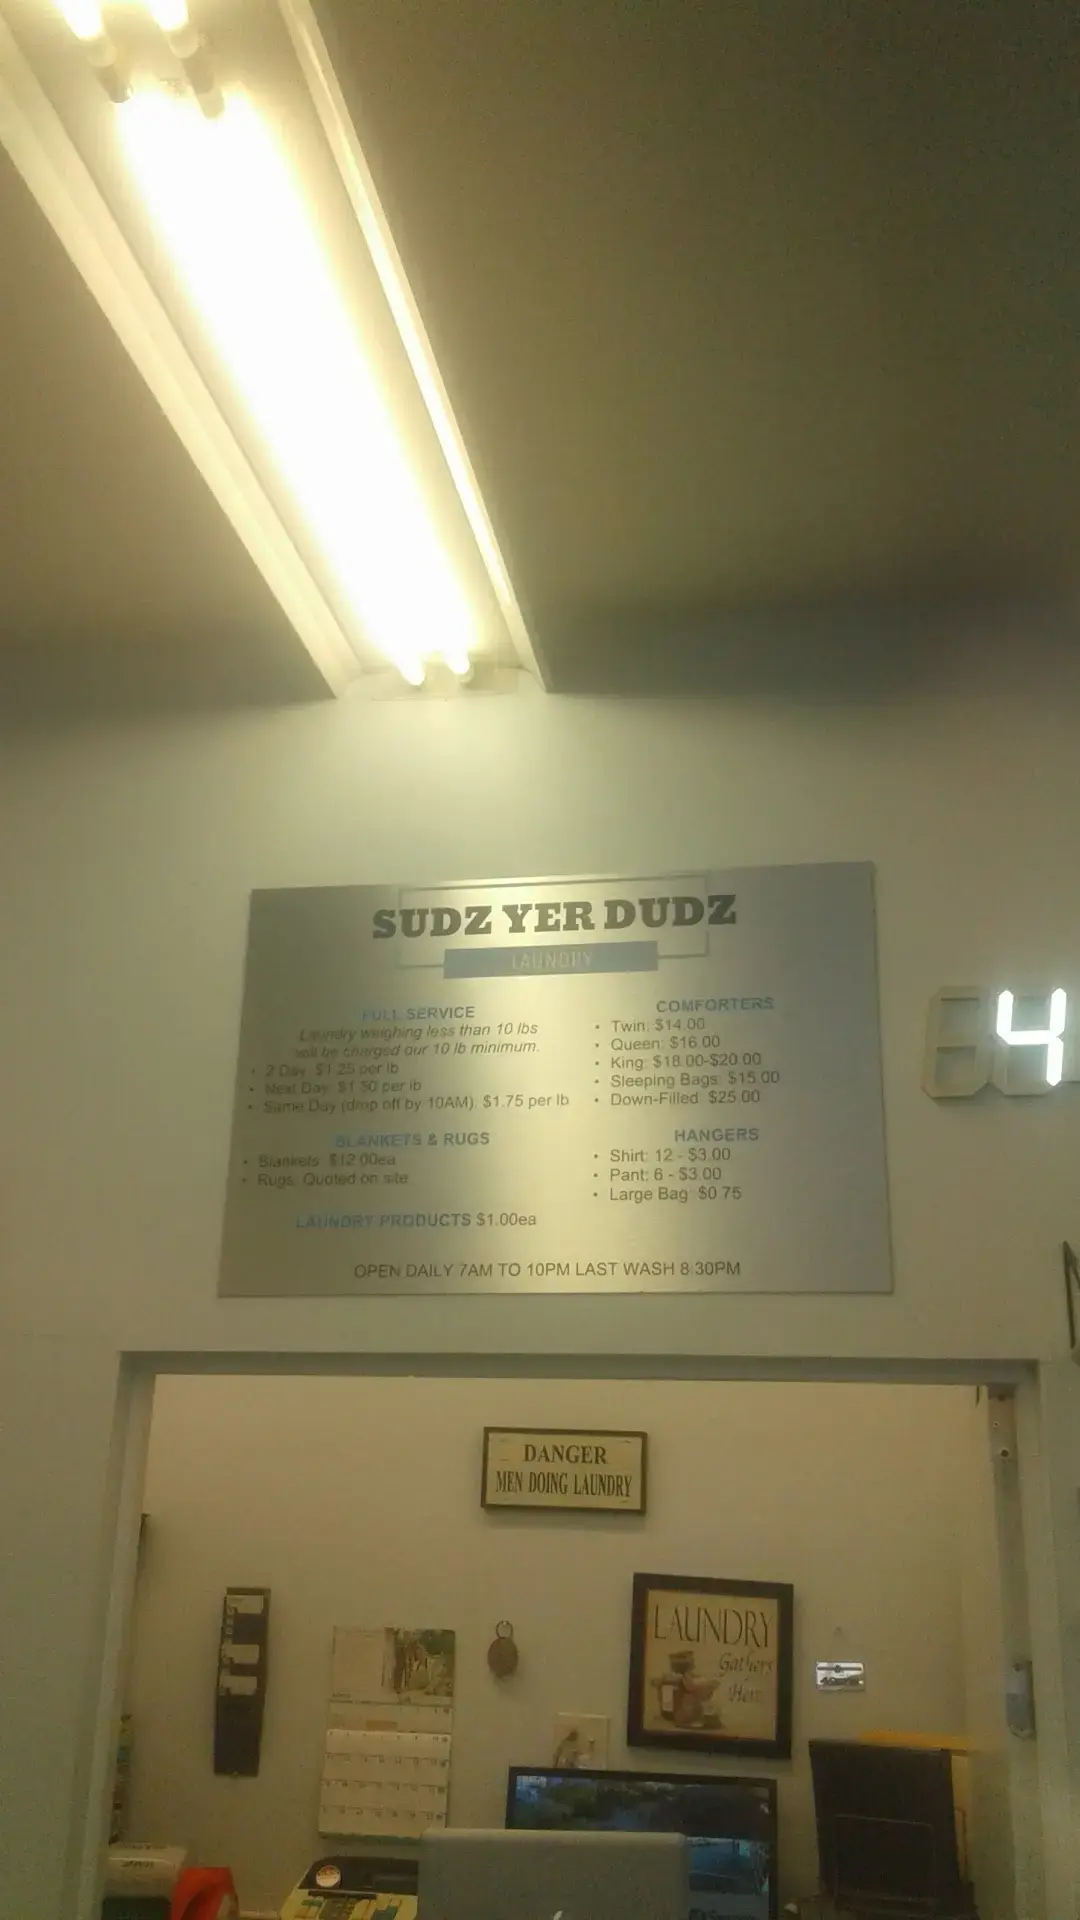 SUDZ YER DUDZ
LAUNDRY
FULL SERVICE
Laundry weighing less than 10 lbs
will be charged our 10 lb minimum.
• 2 Day: $1.25 per lb
• Next Day: $1.50 per lb
• Same Day (drop off by 10AM): $1.75 per lb
BLANKETS & RUGS
• Blankets: $12.00ea
• Rugs: Quoted on site
LAUNDRY PRODUCTS $1.00ea
COMFORTERS
• Twin: $14.00
• Queen: $16.00
• King: $18.00-$20.00
• Sleeping Bags: $15.00
• Down-Filled: $25.00
HANGERS
• Shirt: 12 - $3.00
• Pant: 6 - $3.00
• Large Bag: $0.75
OPEN DAILY 7AM TO 10PM LAST WASH 8:30PM
4
DANGER
MEN DOING LAUNDRY
LAUNDRY
Gathers
Here